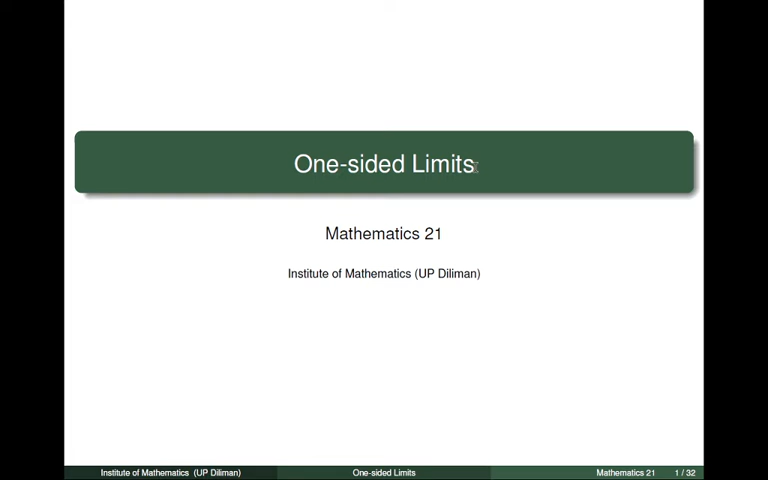 One-sided Limits
Mathematics 21
Institute of Mathematics (UP Diliman)
Institute of Mathematics (UP Diliman) One-sided Limits Mathematics 21 1 / 32